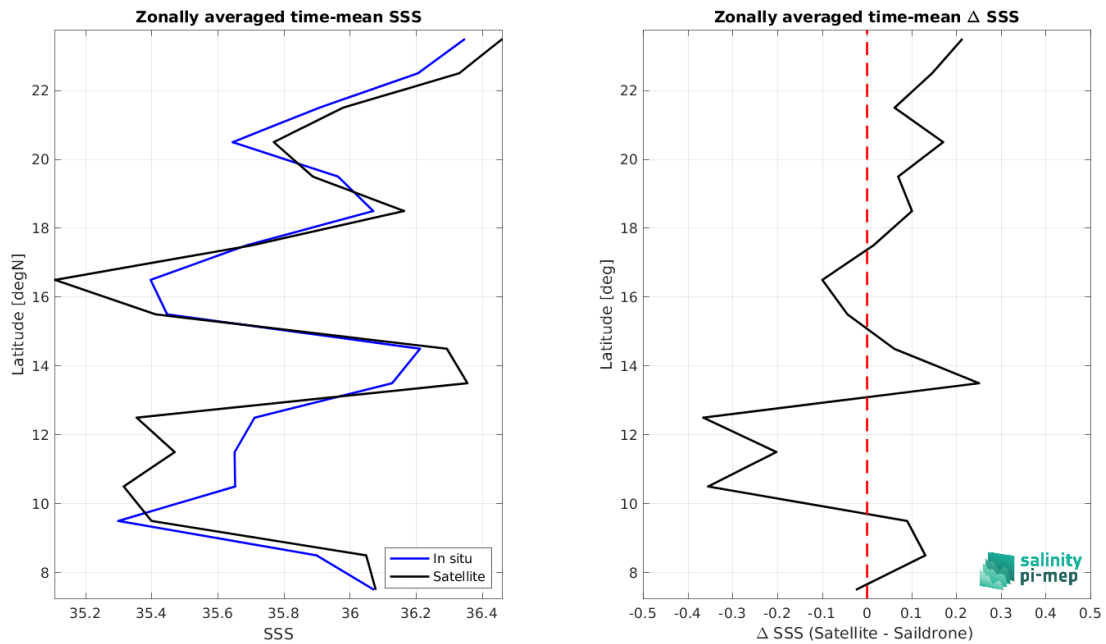 Zonally averaged time-mean SSS
22
20
18
16
14
12
10
8
Latitude [degN]
35.2 35.4 35.6 35.8 36 36.2 36.4
SSS
In situ
Satellite
Zonally averaged time-mean Δ SSS
22
20
18
16
14
12
10
8
Latitude [deg]
-0.5 -0.4 -0.3 -0.2 -0.1 0 0.1 0.2 0.3 0.4 0.5
Δ SSS (Satellite - Saildrone)
salinity
pi-mep